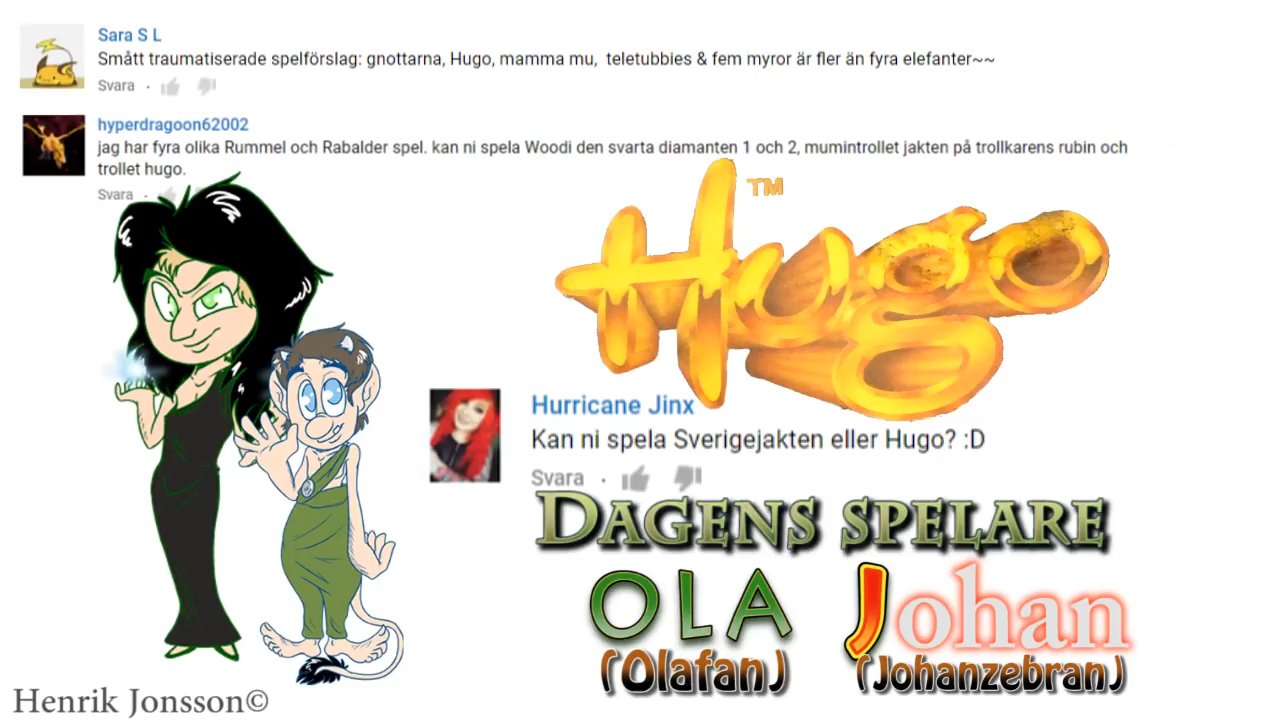 Sara S L
Smått traumatiserade spelförslag: gnottarna, Hugo, mamma mu, teletubbies & fem myror är fler än fyra elefanter~~
Svara
hyperdragoon62002
jag har fyra olika Rummel och Rabalder spel. kan ni spela Woodi den svarta diamanten 1 och 2, mumintrollet jakten på trollkarens rubin och
trollet hugo.
Svara
Hugo™
Hurricane Jinx
Kan ni spela Sverigejakten eller Hugo? :D
Svara
DAGENS SPELARE
OLA Johan
(Olafan) (Johanzebran)
Henrik Jonsson©